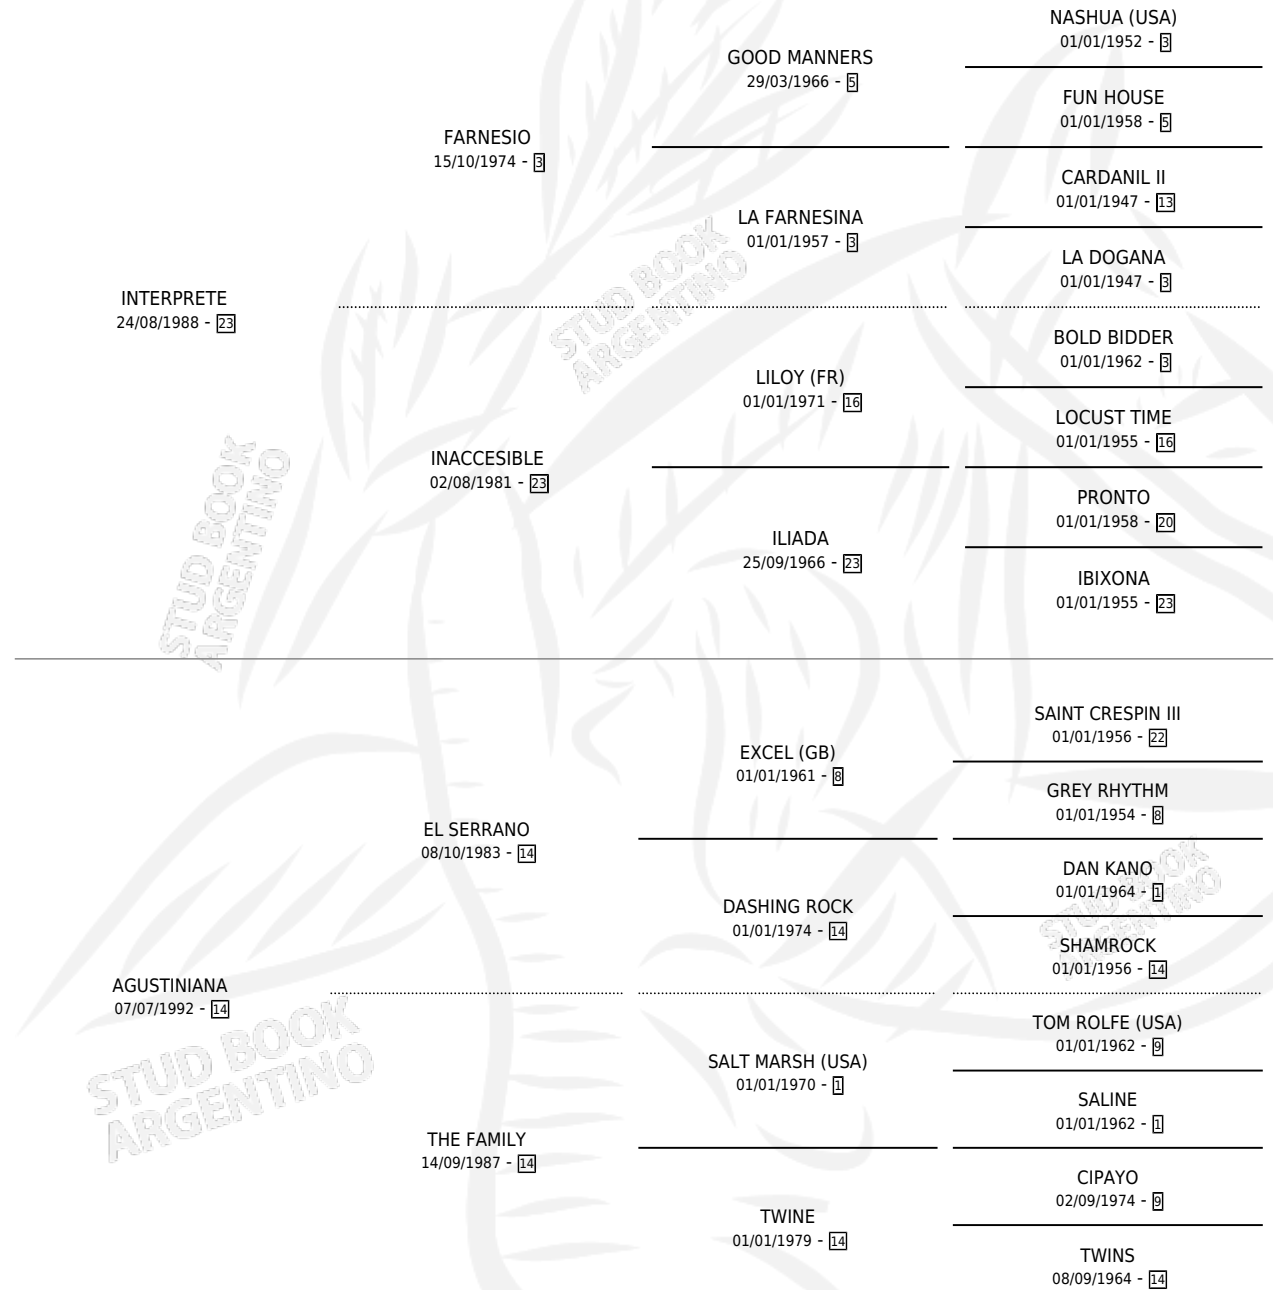 NASHUA (USA)
01/01/1952 - 3
GOOD MANNERS
29/03/1966 - 5
FUN HOUSE
01/01/1958 - 5
FARNESIO
15/10/1974 - 3
CARDANIL II
01/01/1947 - 13
LA FARNESINA
01/01/1957 - 3
LA DOGANA
01/01/1947 - 3
INTERPRETE
24/08/1988 - 23
STUD BOOK
ARGENTINO
BOLD BIDDER
01/01/1962 - 3
LILOY (FR)
01/01/1971 - 16
LOCUST TIME
01/01/1955 - 16
INACCESIBLE
02/08/1981 - 23
PRONTO
01/01/1958 - 20
ILIADA
25/09/1966 - 23
IBIXONA
01/01/1955 - 23
STUD BOOK
ARGENTINO
SAINT CRESPIN III
01/01/1956 - 22
EXCEL (GB)
01/01/1961 - 8
GREY RHYTHM
01/01/1954 - 8
EL SERRANO
08/10/1983 - 14
DAN KANO
01/01/1964 - 1
DASHING ROCK
01/01/1974 - 14
STUD BOOK
ARGENTINO
SHAMROCK
01/01/1956 - 14
AGUSTINIANA
07/07/1992 - 14
TOM ROLFE (USA)
01/01/1962 - 9
SALT MARSH (USA)
01/01/1970 - 1
STUD BOOK
ARGENTINO
SALINE
01/01/1962 - 1
THE FAMILY
14/09/1987 - 14
CIPAYO
02/09/1974 - 9
TWINE
01/01/1979 - 14
TWINS
08/09/1964 - 14